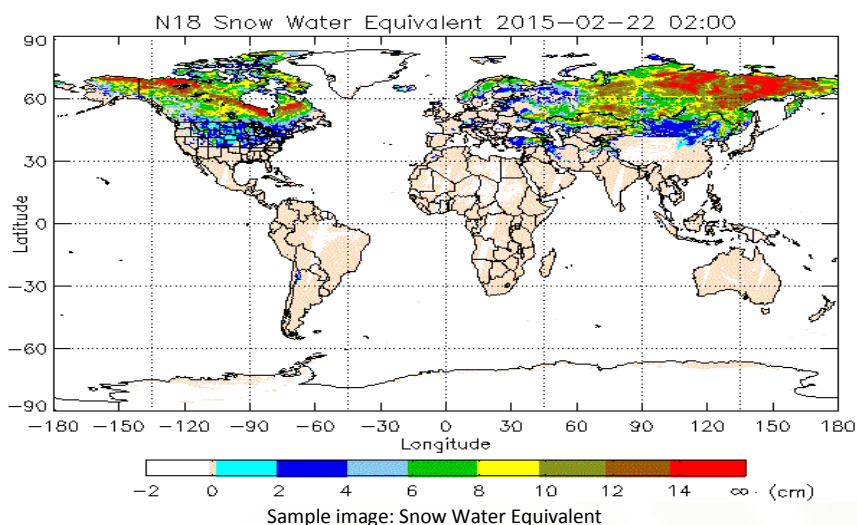 N18 Snow Water Equivalent 2015-02-22 02:00
90
60
30
0
-30
-60
-90
Latitude
-180 -150 -120 -90 -60 -30 0 30 60 90 120 150 180
Longitude
-2 0 2 4 6 8 10 12 14 ∞ (cm)
Sample image: Snow Water Equivalent